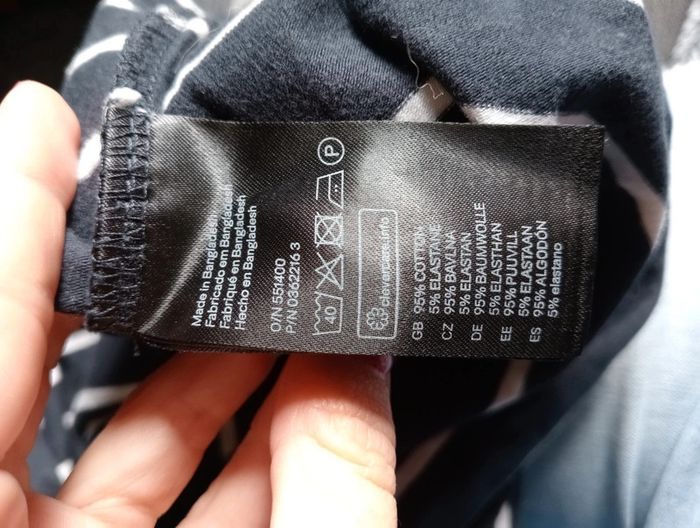 Made in Bangladesh
Fabricado em Bangladesh
Fabriqué en Bangladesh
Hecho en Bangladesh
O/N 551400
P/N 0362216 3
40 P
clevercare.info
GB 95% COTTON
5% ELASTANE
CZ 95% BAVLNA
5% ELASTAN
DE 95% BAUMWOLLE
5% ELASTHAN
EE 95% PUUVILL
5% ELASTAAN
ES 95% ALGODÓN
5% elastano